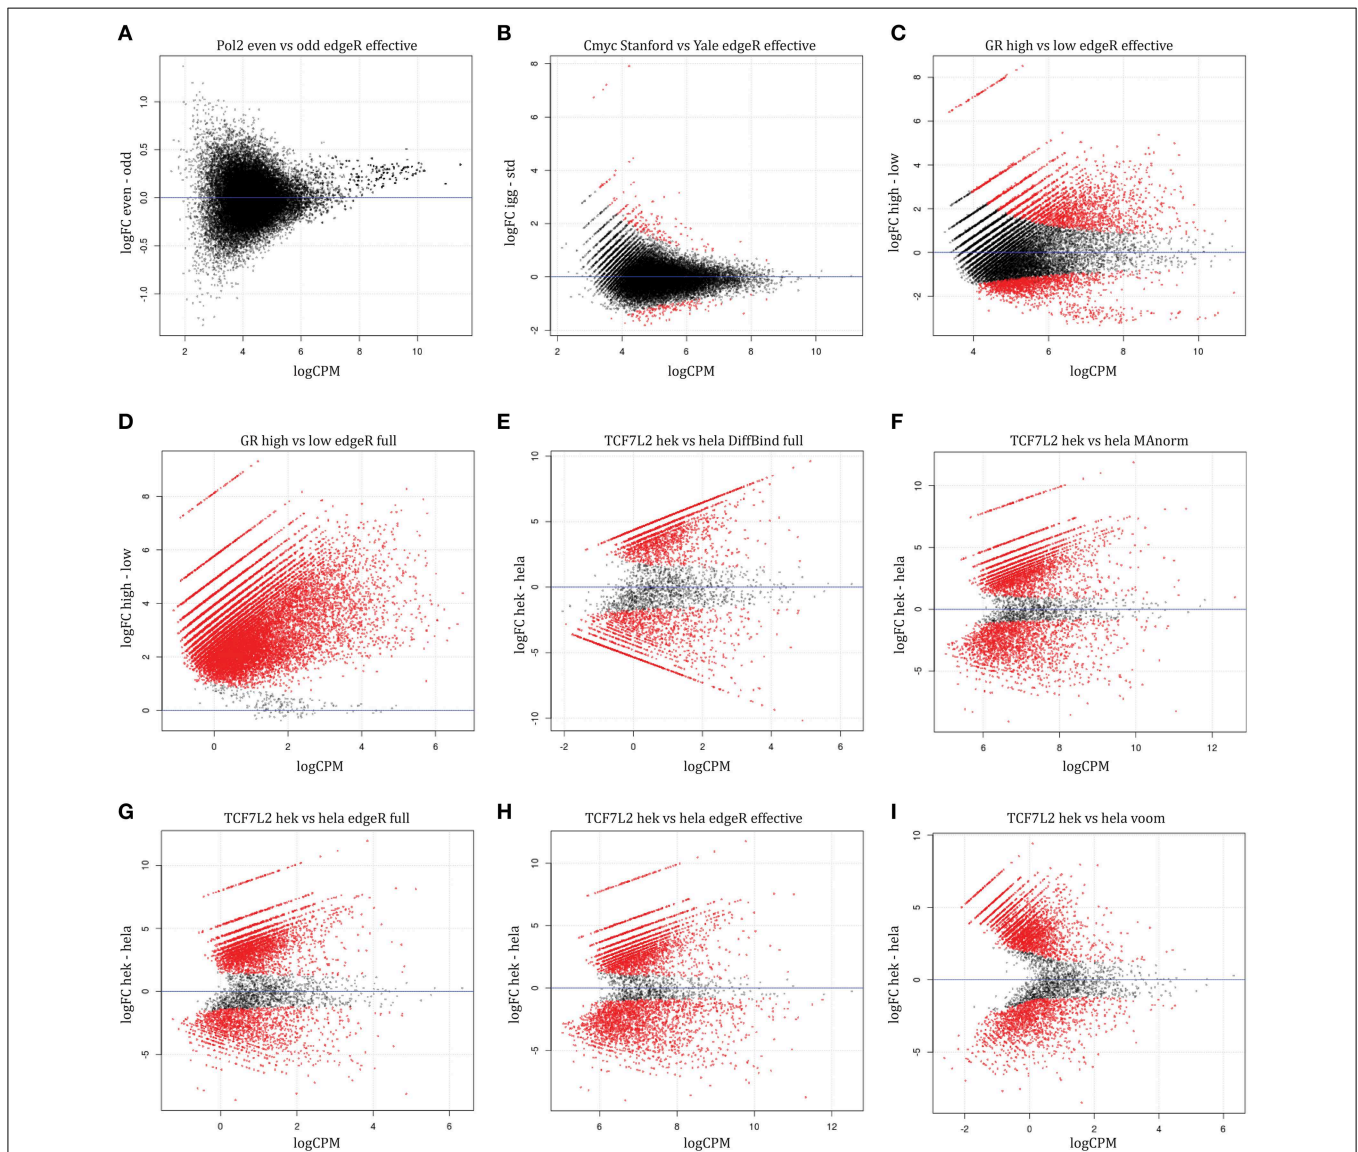 A
Pol2 even vs odd edgeR effective
logFC even - odd
1.0
0.5
0.0
-0.5
-1.0
2 4 6 8 10
logCPM
B
Cmyc Stanford vs Yale edgeR effective
logFC igg - std
8
6
4
2
0
-2
2 4 6 8 10
logCPM
C
GR high vs low edgeR effective
logFC high - low
8
6
4
2
0
-2
4 6 8 10
logCPM
D
GR high vs low edgeR full
logFC high - low
8
6
4
2
0
0 2 4 6
logCPM
E
TCF7L2 hek vs hela DiffBind full
logFC hek - hela
10
5
0
-5
-10
-2 0 2 4 6
logCPM
F
TCF7L2 hek vs hela MAnorm
logFC hek - hela
10
5
0
-5
6 8 10 12
logCPM
G
TCF7L2 hek vs hela edgeR full
logFC hek - hela
10
5
0
-5
0 2 4 6
logCPM
H
TCF7L2 hek vs hela edgeR effective
logFC hek - hela
10
5
0
-5
6 8 10 12
logCPM
I
TCF7L2 hek vs hela voom
logFC hek - hela
10
5
0
-5
-2 0 2 4 6
logCPM